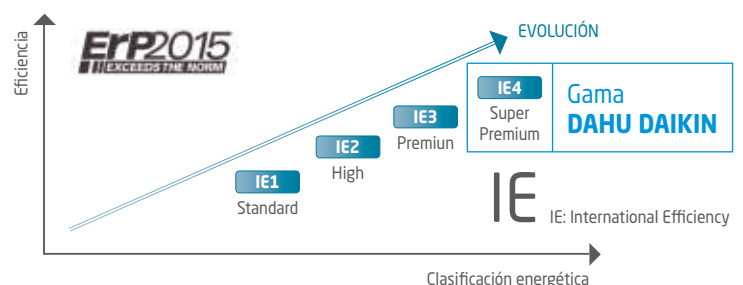 Eficiencia
ErP2015
EXCEEDS THE NORM
EVOLUCIÓN
IE1
Standard
IE2
High
IE3
Premiun
IE4
Super
Premium
Gama
DAHU DAIKIN
IE
IE: International Efficiency
Clasificación energética